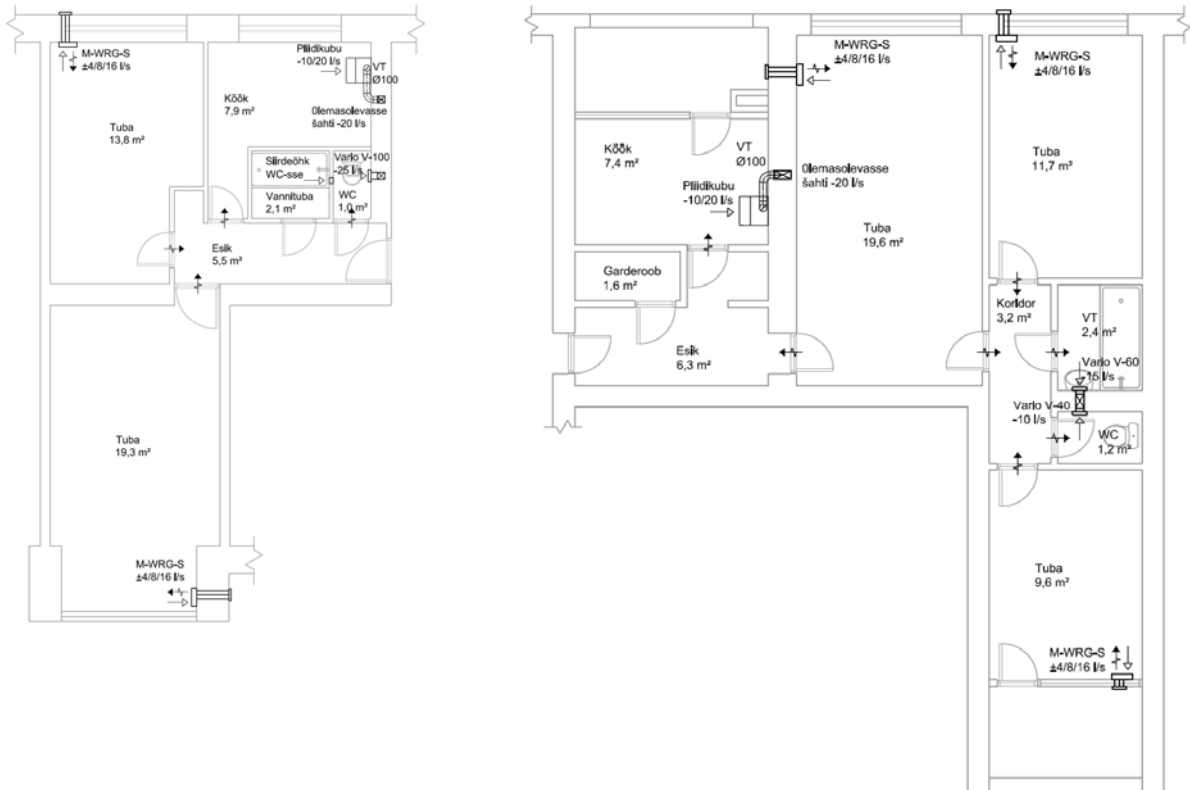 M-WRG-S
±4/8/16 l/s
Tuba
13,8 m²
Köök
7,9 m²
Pliidikubu
-10/20 l/s
VT
Ø100
Olemasolevasse
šahti -20 l/s
Siirdeõhk
WC-sse
Vario V-100
-25 l/s
Vannituba
2,1 m²
WC
1,0 m²
Esik
5,5 m²
Tuba
19,3 m²
M-WRG-S
±4/8/16 l/s
Köök
7,4 m²
VT
Ø100
Pliidikubu
-10/20 l/s
Garderoob
1,6 m²
Esik
6,3 m²
M-WRG-S
±4/8/16 l/s
Olemasolevasse
šahti -20 l/s
Tuba
19,6 m²
M-WRG-S
±4/8/16 l/s
Tuba
11,7 m²
Koridor
3,2 m²
VT
2,4 m²
Vario V-60
-15 l/s
Vario V-40
-10 l/s
WC
1,2 m²
Tuba
9,6 m²
M-WRG-S
±4/8/16 l/s